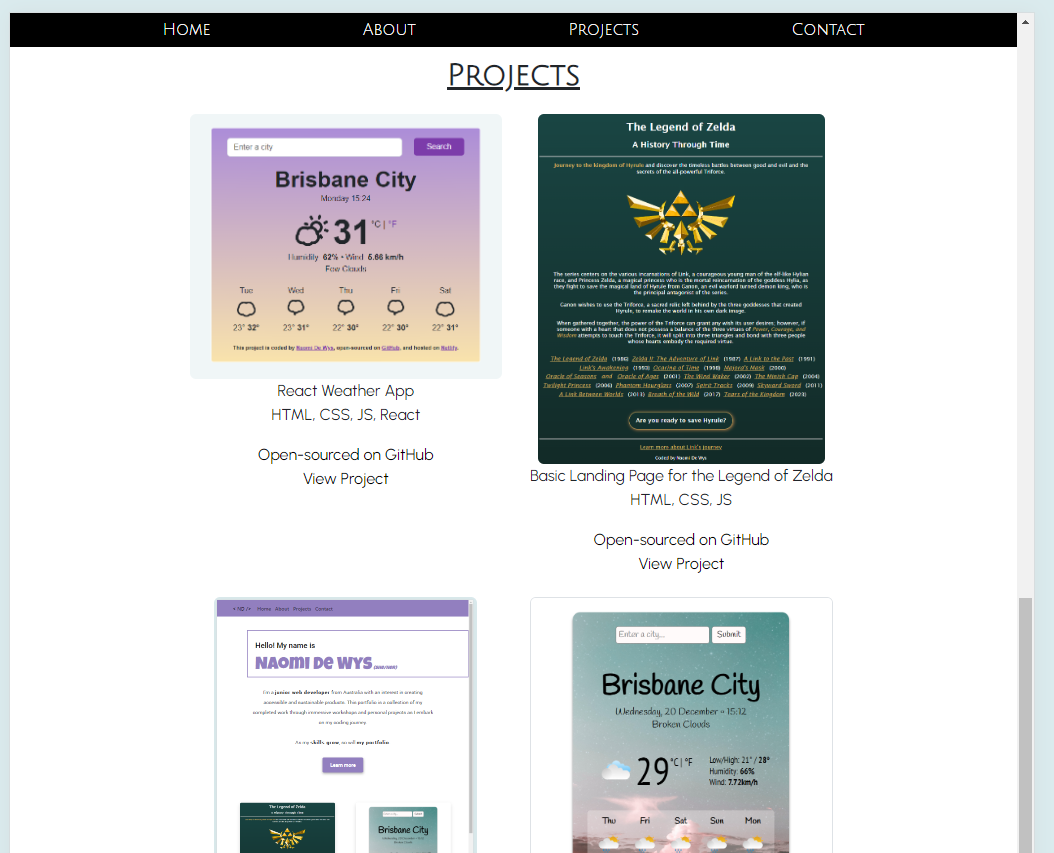 Home About Projects Contact
Projects
Enter a city Search
Brisbane City
Monday 15:24
31 °C | °F
Humidity 62% • Wind 5.66 km/h
Few Clouds
Tue Wed Thu Fri Sat
23° 32° 23° 31° 22° 30° 22° 30° 22° 31°
This project is coded by Naomi De Wys, open-sourced on GitHub, and hosted on Netlify.
React Weather App
HTML, CSS, JS, React
Open-sourced on GitHub
View Project
The Legend of Zelda
A History Through Time
Journey to the kingdom of Hyrule and discover the timeless battles between good and evil and the
secrets of the all-powerful Triforce.
The series centers on the various incarnations of Link, a courageous young man of the elf-like Hylian
race, and Princess Zelda, a magical princess who is the mortal reincarnation of the goddess Hylia, as
they fight to save the magical land of Hyrule from Ganon, an evil warlord turned demon king, who is
the principal antagonist of the series.
Ganon wishes to use the Triforce, a sacred relic left behind by the three goddesses that created
Hyrule, to remake the world in his own dark image.
When gathered together, the power of the Triforce can grant any wish its user desires; however, if
someone with a heart that does not possess a balance of the three virtues of Power, Courage, and
Wisdom attempts to touch the Triforce, it will split into three triangles and bond with three people
whose hearts embody the required virtue.
The Legend of Zelda (1986) Zelda II: The Adventure of Link (1987) A Link to the Past (1991)
Link's Awakening (1993) Ocarina of Time (1998) Majora's Mask (2000)
Oracle of Seasons and Oracle of Ages (2001) The Wind Waker (2002) The Minish Cap (2004)
Twilight Princess (2006) Phantom Hourglass (2007) Spirit Tracks (2009) Skyward Sword (2011)
A Link Between Worlds (2013) Breath of the Wild (2017) Tears of the Kingdom (2023)
Are you ready to save Hyrule?
Learn more about Link's journey
Coded by Naomi De Wys
Basic Landing Page for the Legend of Zelda
HTML, CSS, JS
Open-sourced on GitHub
View Project
< ND /> Home About Projects Contact
Hello! My name is
Naomi De Wys (she/her)
I'm a junior web developer from Australia with an interest in creating
accessible and sustainable products. This portfolio is a collection of my
completed work through immersive workshops and personal projects as I embark
on my coding journey.
As my skills grow, so will my portfolio
Learn more
The Legend of Zelda
A History Through Time
Brisbane City
Enter a city... Submit
Brisbane City
Wednesday, 20 December • 15:12
Broken Clouds
29 °C | °F
Low/High: 21° / 28°
Humidity: 66%
Wind: 7.72km/h
Thu Fri Sat Sun Mon